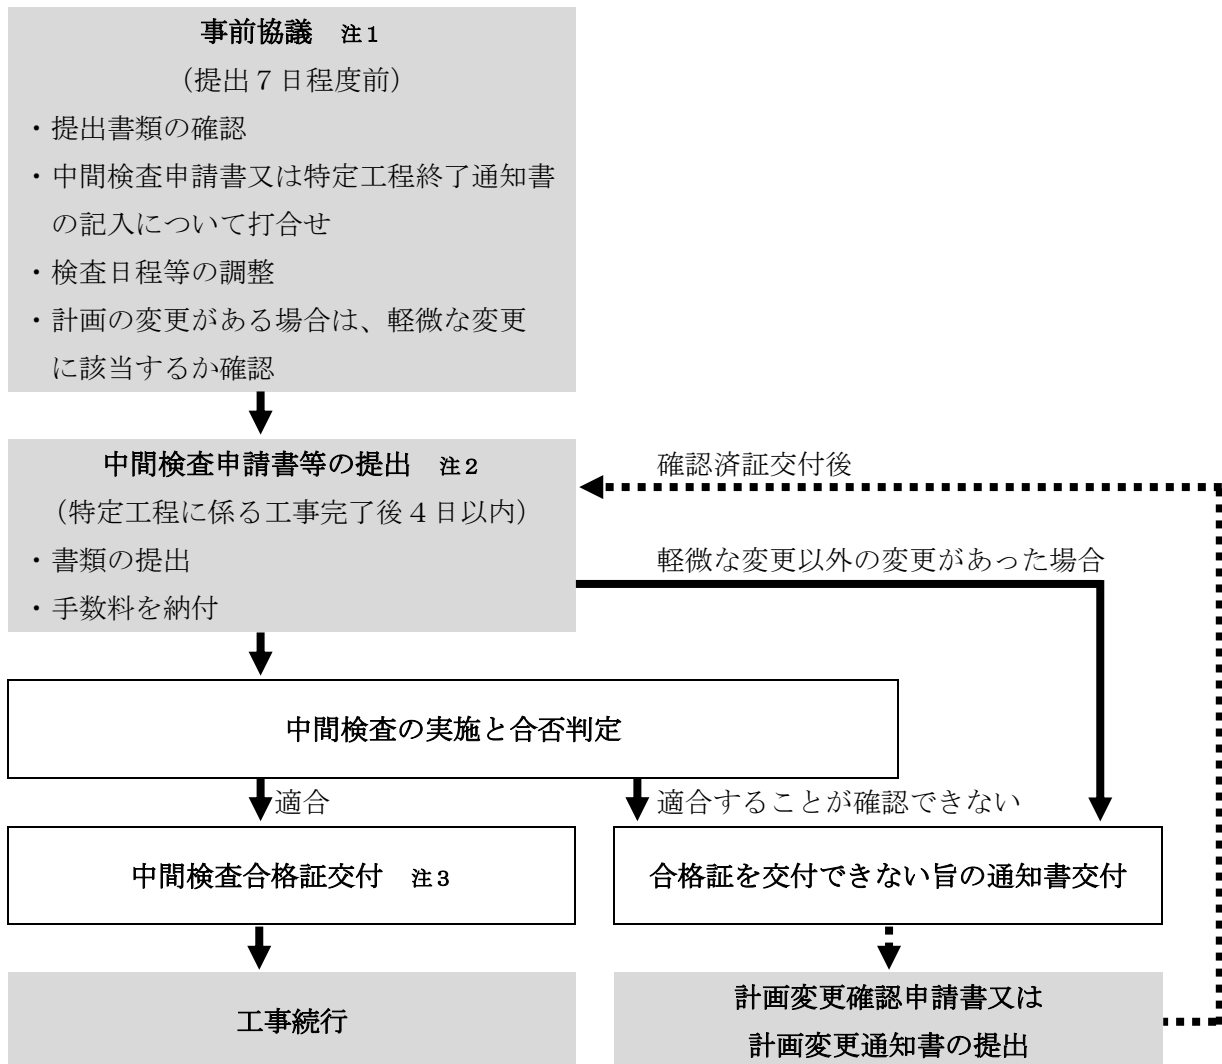 事前協議　注1
（提出７日程度前）
・提出書類の確認
・中間検査申請書又は特定工程終了通知書
の記入について打合せ
・検査日程等の調整
・計画の変更がある場合は、軽微な変更
に該当するか確認
中間検査申請書等の提出　注2
（特定工程に係る工事完了後４日以内）
・書類の提出
・手数料を納付
確認済証交付後
軽微な変更以外の変更があった場合
中間検査の実施と合否判定
適合
適合することが確認できない
中間検査合格証交付　注3
合格証を交付できない旨の通知書交付
工事続行
計画変更確認申請書又は
計画変更通知書の提出